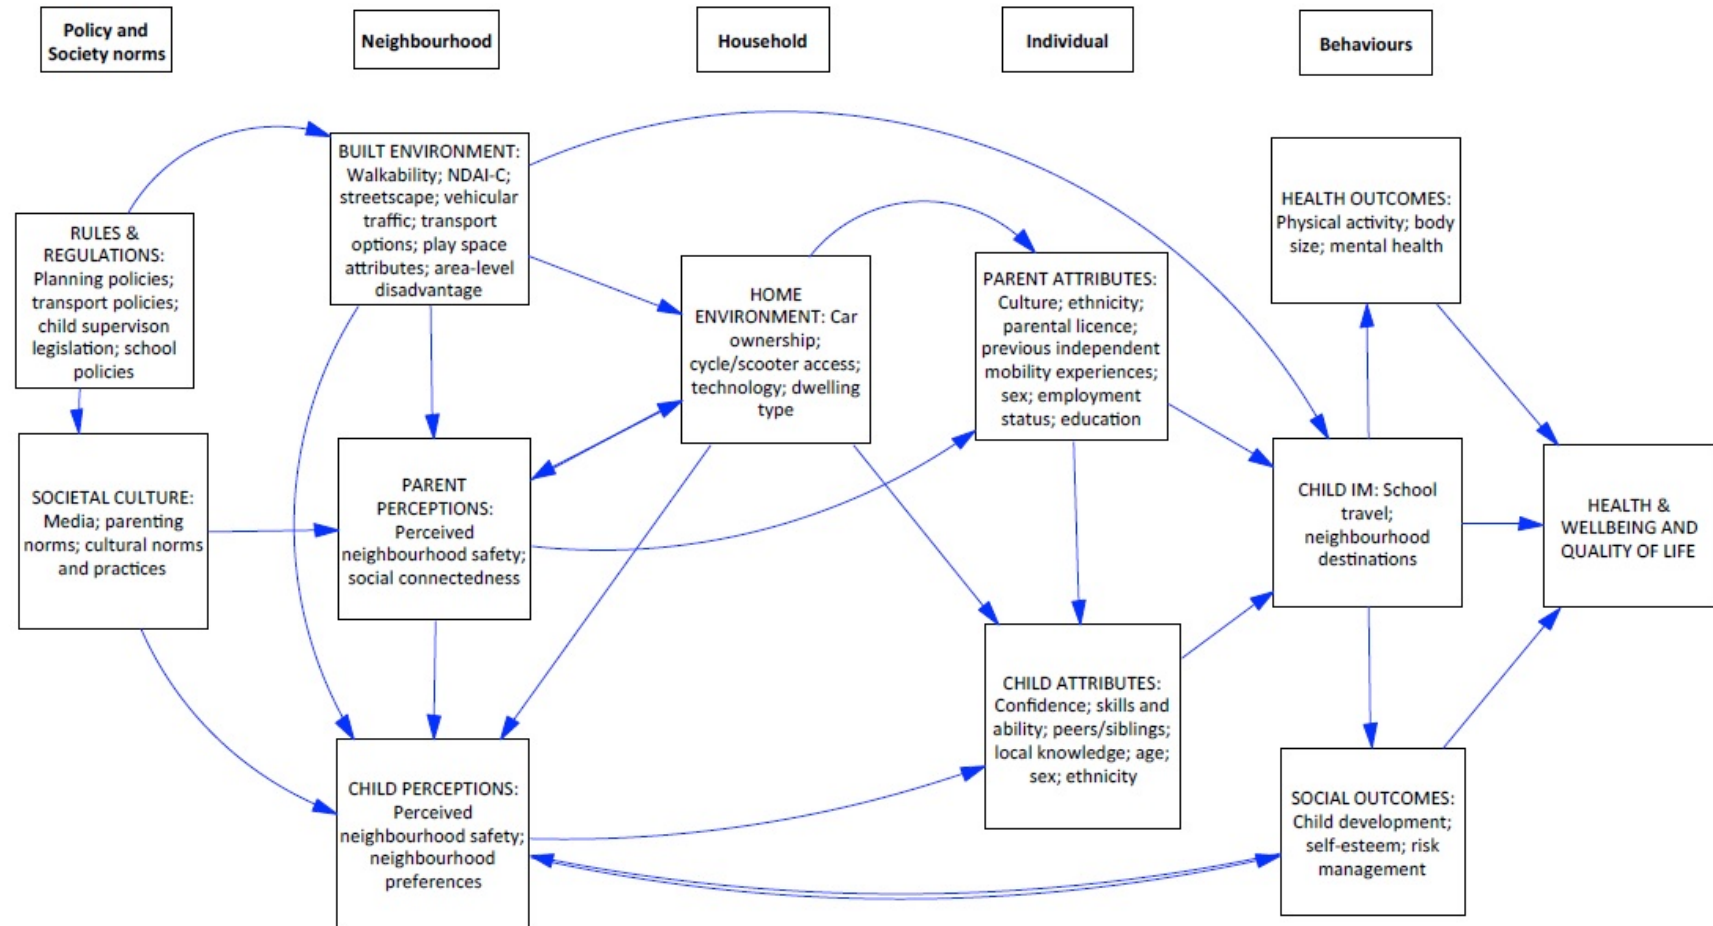 Policy and
Society norms
Neighbourhood
Household
Individual
Behaviours
RULES &
REGULATIONS:
Planning policies;
transport policies;
child supervison
legislation; school
policies
SOCIETAL CULTURE:
Media; parenting
norms; cultural norms
and practices
BUILT ENVIRONMENT:
Walkability; NDAI-C;
streetscape; vehicular
traffic; transport
options; play space
attributes; area-level
disadvantage
PARENT
PERCEPTIONS:
Perceived
neighbourhood safety;
social connectedness
CHILD PERCEPTIONS:
Perceived
neighbourhood safety;
neighbourhood
preferences
HOME
ENVIRONMENT: Car
ownership;
cycle/scooter access;
technology; dwelling
type
PARENT ATTRIBUTES:
Culture; ethnicity;
parental licence;
previous independent
mobility experiences;
sex; employment
status; education
CHILD ATTRIBUTES:
Confidence; skills and
ability; peers/siblings;
local knowledge; age;
sex; ethnicity
HEALTH OUTCOMES:
Physical activity; body
size; mental health
CHILD IM: School
travel;
neighbourhood
destinations
SOCIAL OUTCOMES:
Child development;
self-esteem; risk
management
HEALTH &
WELLBEING AND
QUALITY OF LIFE